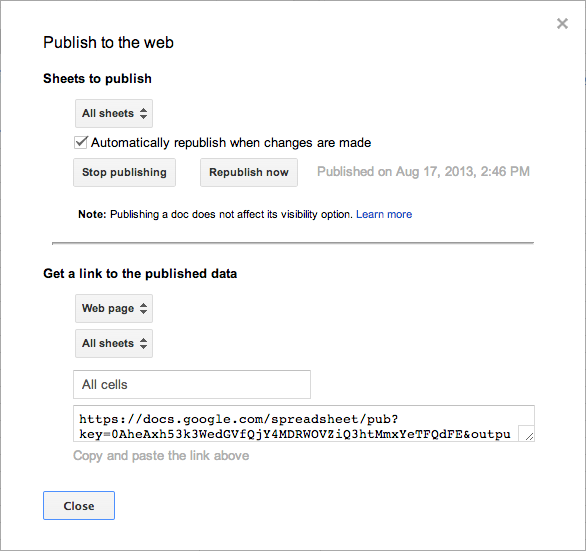 Publish to the web
Sheets to publish
All sheets
Automatically republish when changes are made
Stop publishing Republish now Published on Aug 17, 2013, 2:46 PM
Note: Publishing a doc does not affect its visibility option. Learn more
Get a link to the published data
Web page
All sheets
All cells
https://docs.google.com/spreadsheet/pub?
key=0AheAxh53k3WedGVfQjY4MDRWOVZiQ3htMmxYeTFQdFE&outpu
Copy and paste the link above
Close